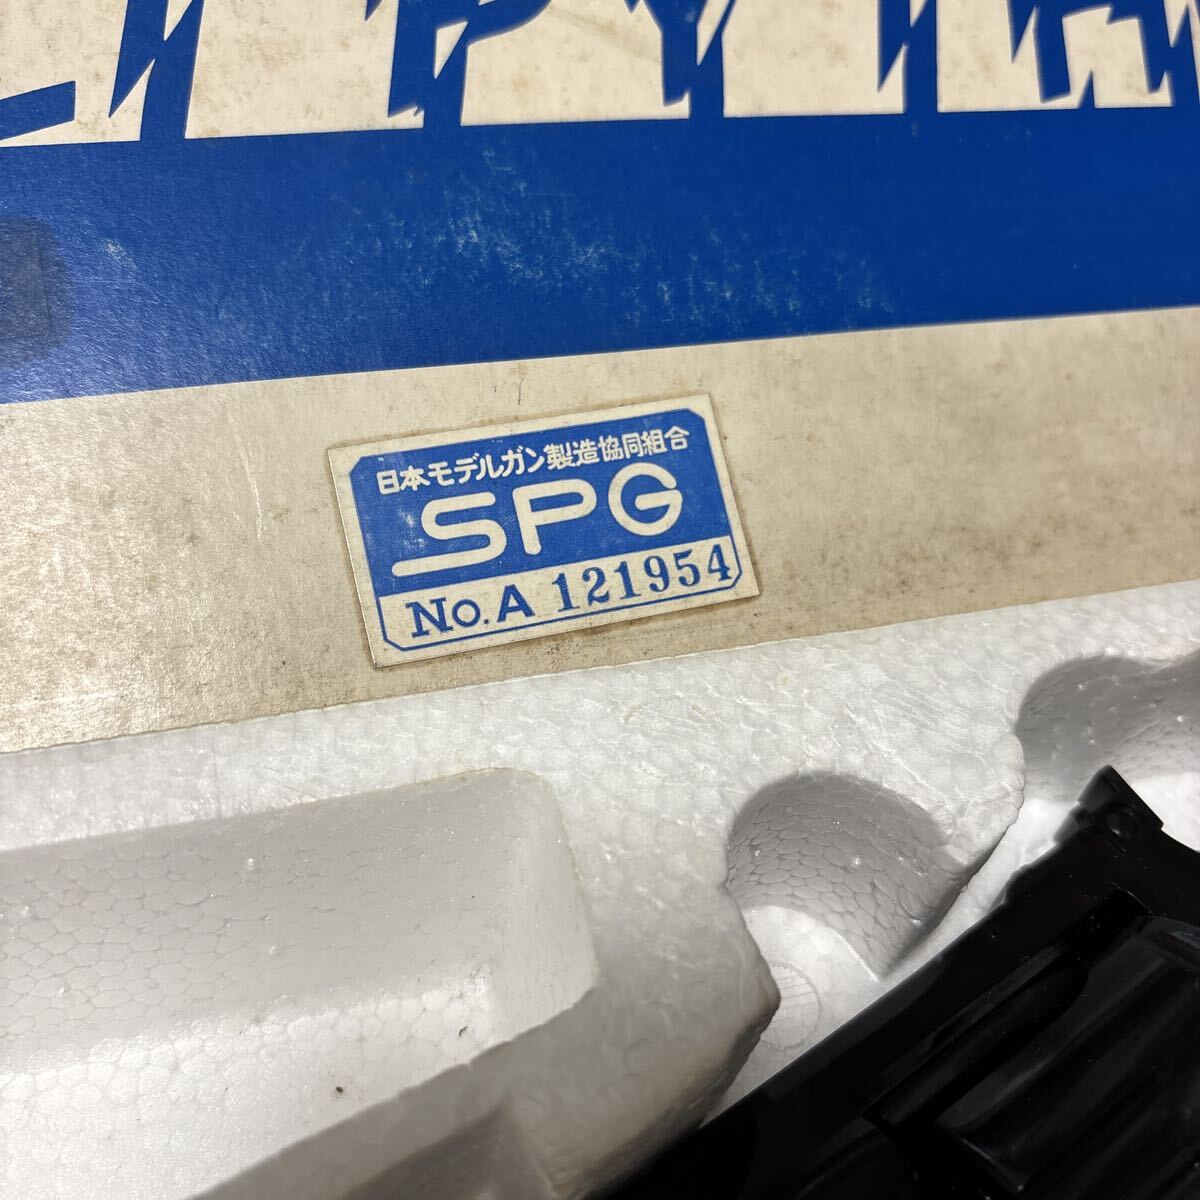 日本モデルガン製造協同組合
SPG
No. A 121954